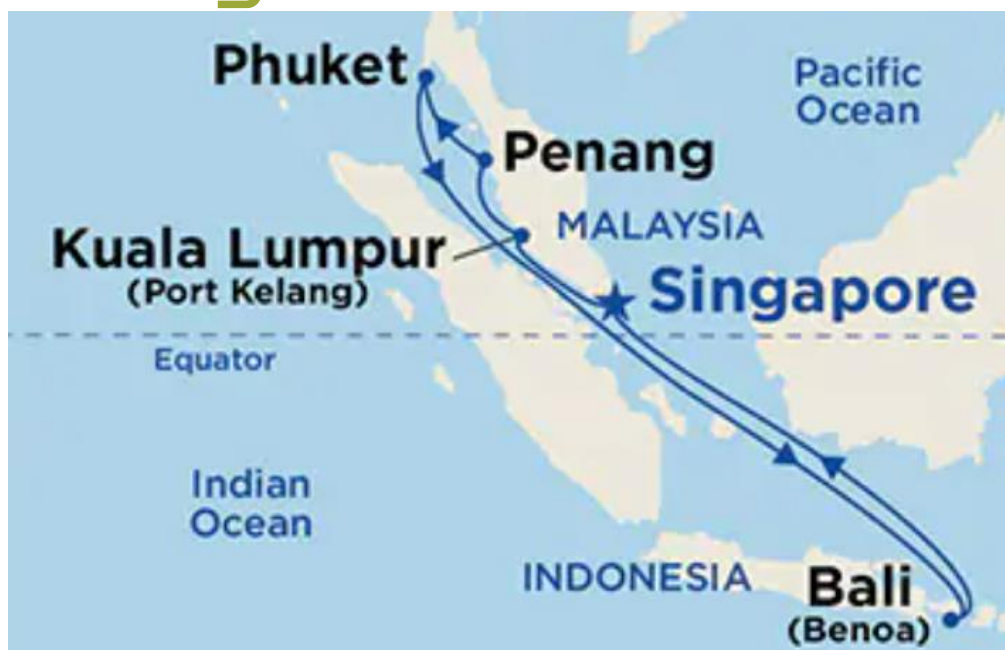 Phuket
Pacific
Ocean
Penang
MALAYSIA
Kuala Lumpur
(Port Kelang)
Singapore
Equator
Indian
Ocean
INDONESIA
Bali
(Benoa)